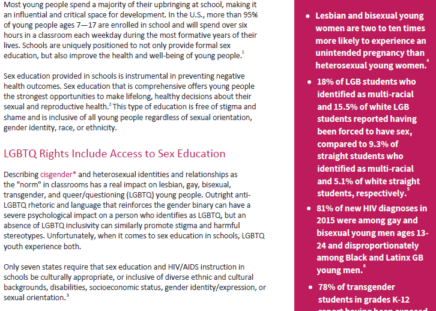 Most young people spend a majority of their upbringing at school, making it
an influential and critical space for development. In the U.S., more than 95%
of young people ages 7—17 are enrolled in school and will spend over six
hours in a classroom each weekday during the most formative years of their
lives. Schools are uniquely positioned to not only provide formal sex
education, but also improve the health and well-being of young people.¹
Sex education provided in schools is instrumental in preventing negative
health outcomes. Sex education that is comprehensive offers young people
the strongest opportunities to make lifelong, healthy decisions about their
sexual and reproductive health.² This type of education is free of stigma and
shame and is inclusive of all young people regardless of sexual orientation,
gender identity, race, or ethnicity.
LGBTQ Rights Include Access to Sex Education
Describing cisgender* and heterosexual identities and relationships as
the "norm" in classrooms has a real impact on lesbian, gay, bisexual,
transgender, and queer/questioning (LGBTQ) young people. Outright anti-
LGBTQ rhetoric and language that reinforces the gender binary can have a
severe psychological impact on a person who identifies as LGBTQ, but an
absence of LGBTQ inclusivity can similarly promote stigma and harmful
stereotypes. Unfortunately, when it comes to sex education in schools, LGBTQ
youth experience both.
Only seven states require that sex education and HIV/AIDS instruction in
schools be culturally appropriate, or inclusive of diverse ethnic and cultural
backgrounds, disabilities, socioeconomic status, gender identity/expression, or
sexual orientation.³
• Lesbian and bisexual young
women are two to ten times
more likely to experience an
unintended pregnancy than
heterosexual young women.⁴
• 18% of LGB students who
identified as multi-racial
and 15.5% of white LGB
students reported having
been forced to have sex,
compared to 9.3% of
straight students who
identified as multi-racial
and 5.1% of white straight
students, respectively.⁵
• 81% of new HIV diagnoses in
2015 were among gay and
bisexual young men ages 13-
24 and disproportionately
among Black and Latinx GB
young men.⁶
• 78% of transgender
students in grades K-12
report having been exposed